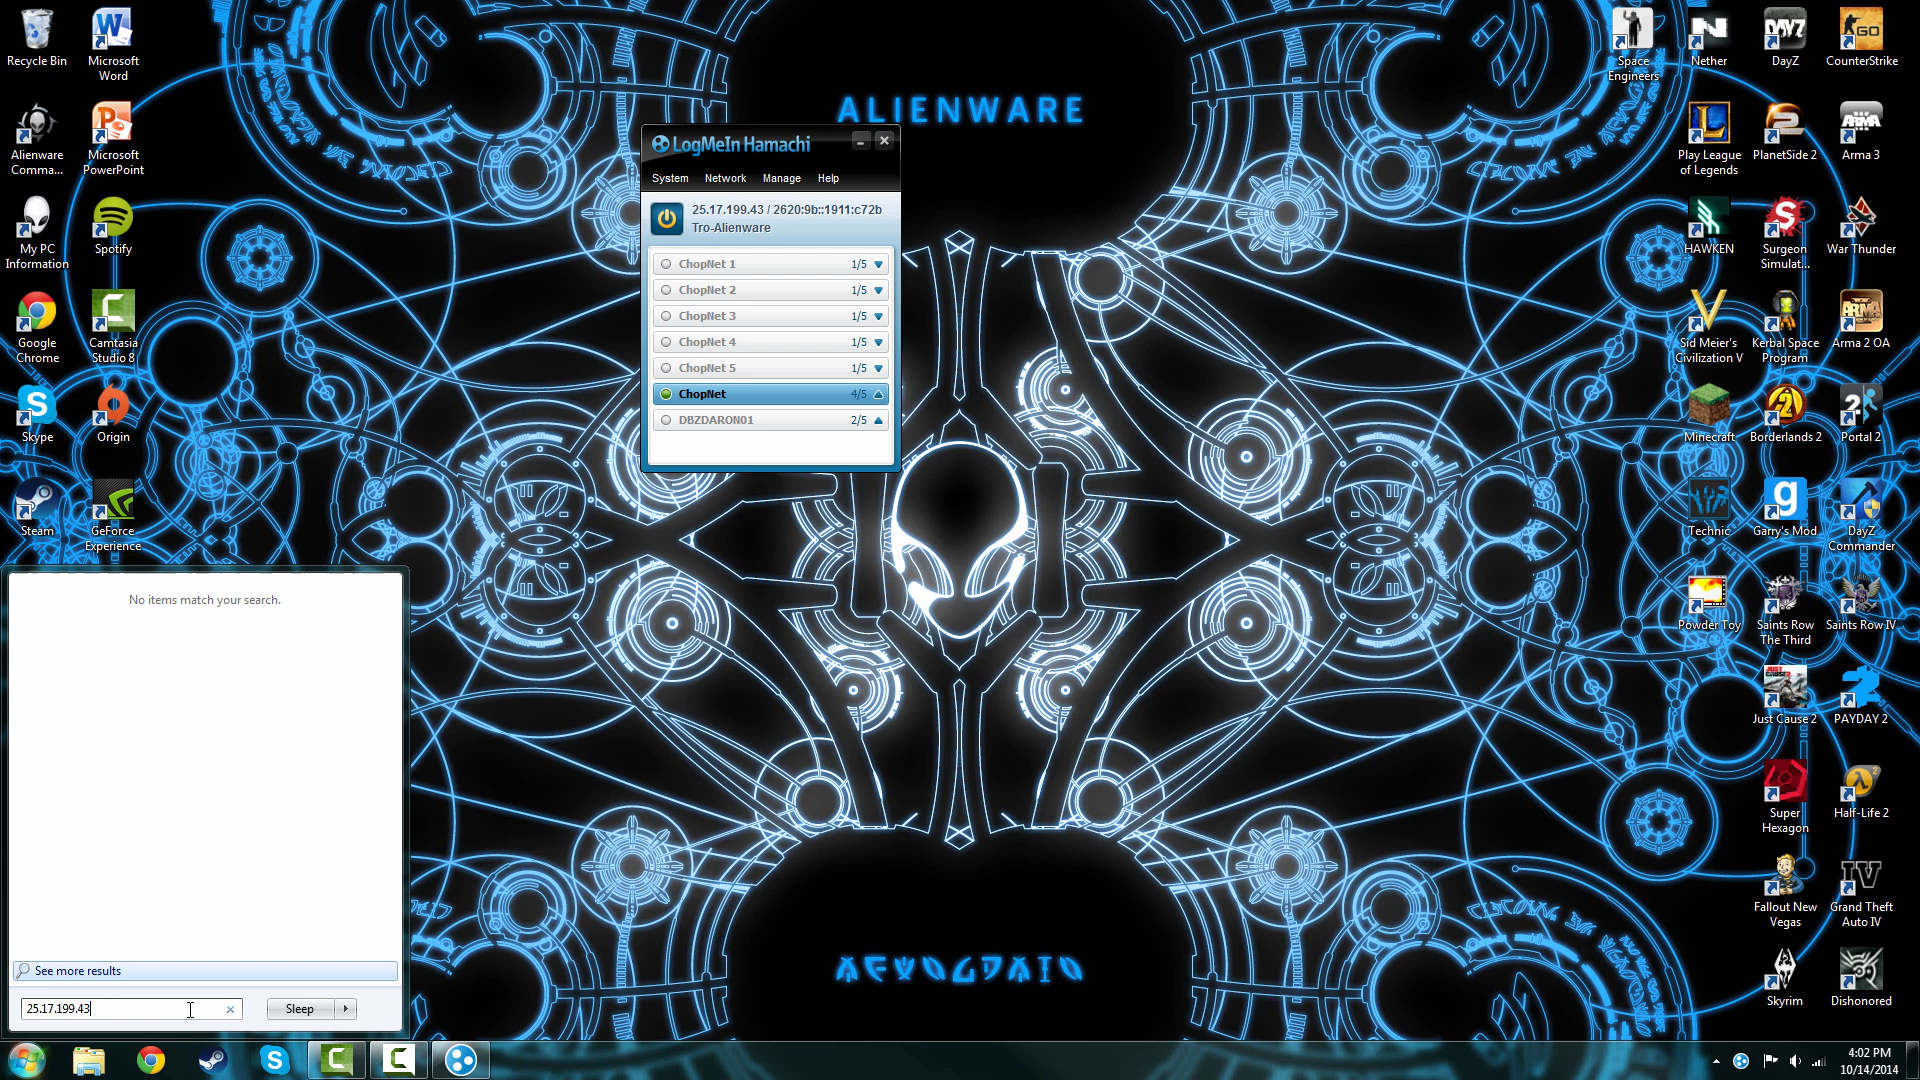 Recycle Bin
Microsoft
Word
Alienware
Comma...
Microsoft
PowerPoint
My PC
Information
Spotify
Google
Chrome
Camtasia
Studio 8
Skype
Origin
Steam
GeForce
Experience
ALIENWARE
LogMeIn Hamachi
System Network Manage Help
25.17.199.43 / 2620:9b::1911:c72b
Tro-Alienware
ChopNet 1 1/5
ChopNet 2 1/5
ChopNet 3 1/5
ChopNet 4 1/5
ChopNet 5 1/5
ChopNet 4/5
DBZDARON01 2/5
Space
Engineers
Nether
DayZ
CounterStrike
Play League
of Legends
PlanetSide 2
Arma 3
HAWKEN
Surgeon
Simulat...
War Thunder
Sid Meier's
Civilization V
Kerbal Space
Program
Arma 2 OA
Minecraft
Borderlands 2
Portal 2
Technic
Garry's Mod
DayZ
Commander
Powder Toy
Saints Row
The Third
Saints Row IV
Just Cause 2
PAYDAY 2
Super
Hexagon
Half-Life 2
Fallout New
Vegas
Grand Theft
Auto IV
Skyrim
Dishonored
No items match your search.
See more results
25.17.199.43
Sleep
4:02 PM
10/14/2014